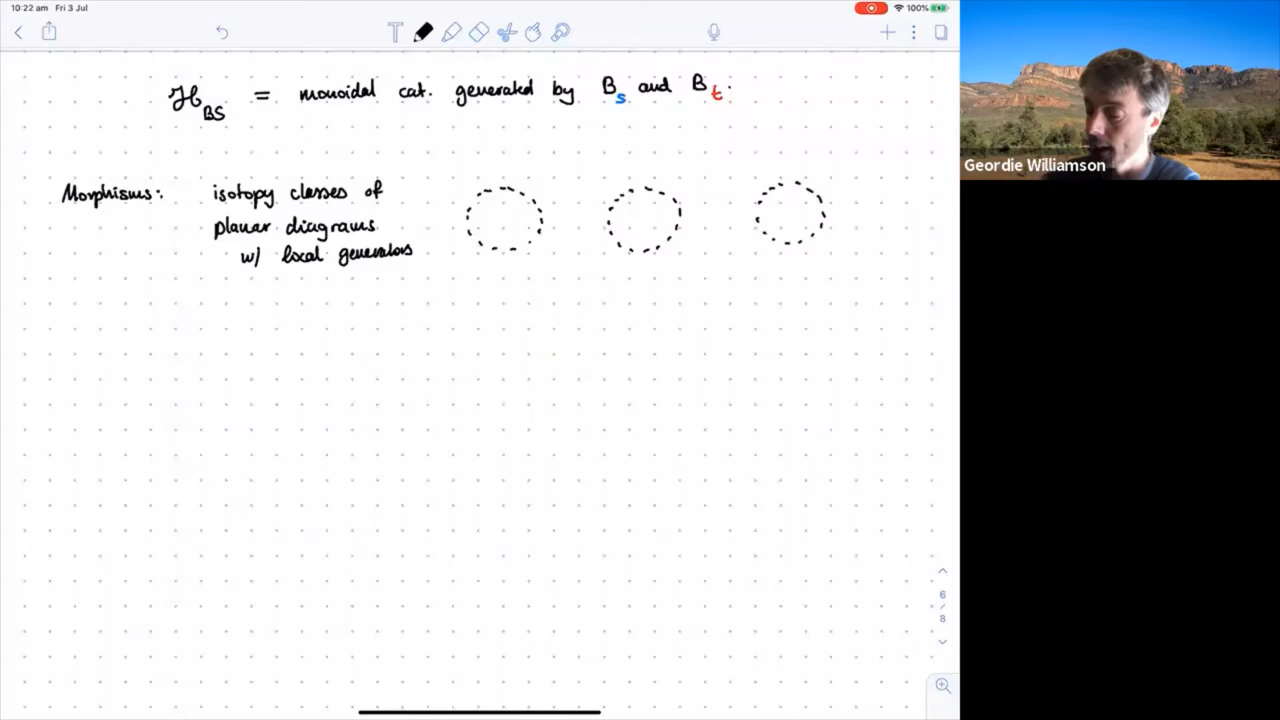 10:22 am Fri 3 Jul
100%
ℋ_BS = monoidal cat. generated by B_s and B_t.
Geordie Williamson
Morphisms: isotopy classes of
planar diagrams
w/ local generators
6
/
8